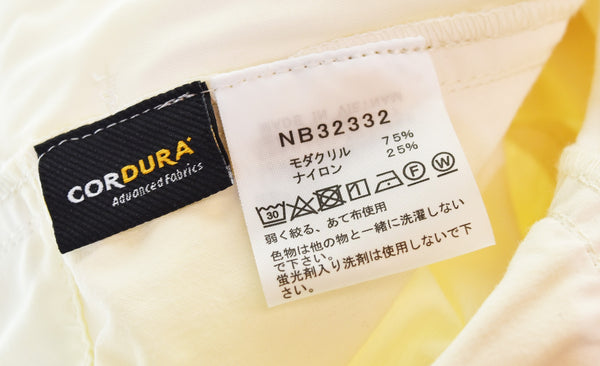 CORDURA
Advanced Fabrics
NB32332
モダクリル 75%
ナイロン 25%
30 F W
弱く絞る、あて布使用
色物は他の物と一緒に洗濯しない
で下さい。
蛍光剤入り洗剤は使用しないで下
さい。